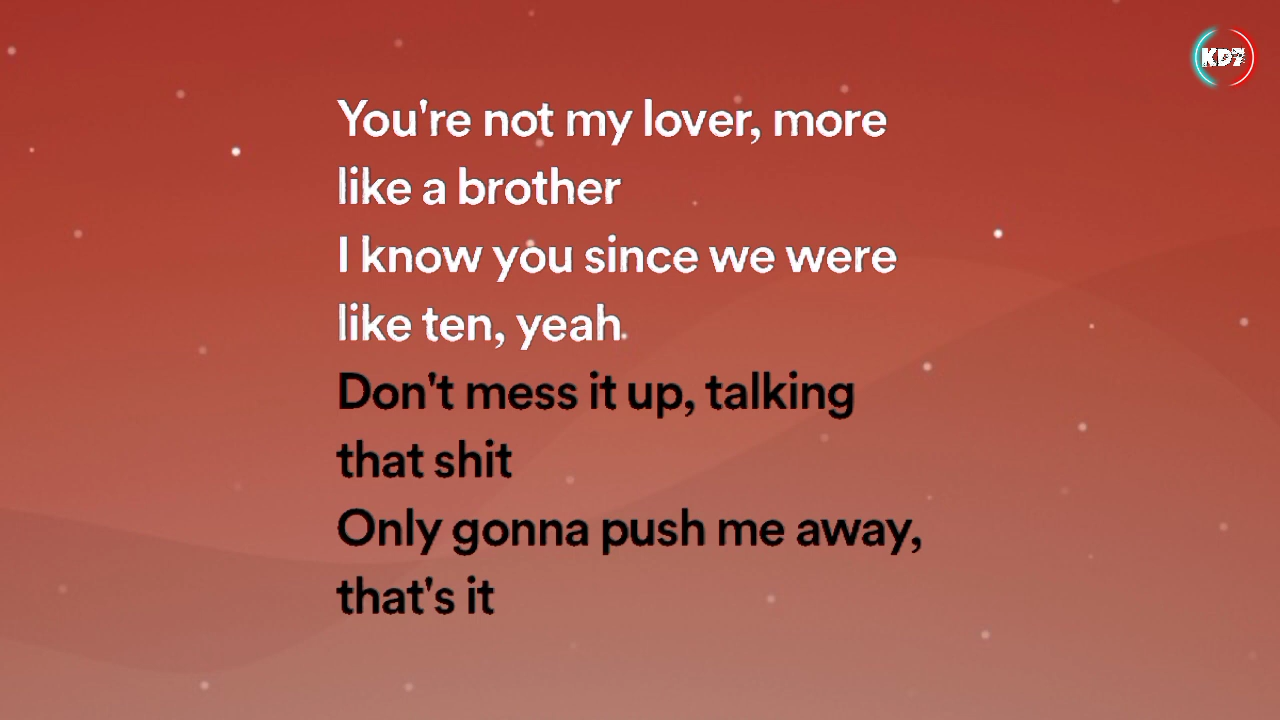 KD7
You're not my lover, more
like a brother
I know you since we were
like ten, yeah
Don't mess it up, talking
that shit
Only gonna push me away,
that's it